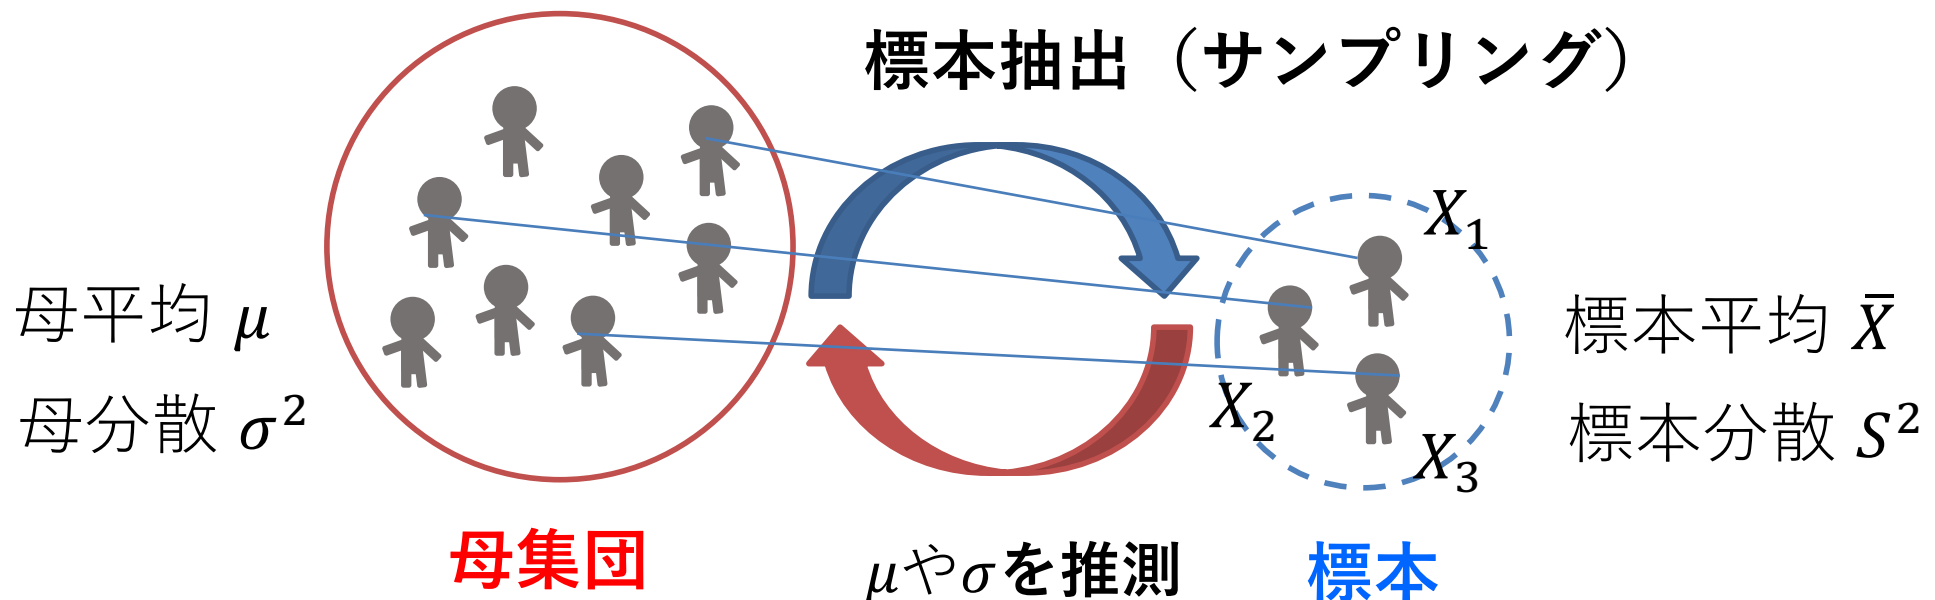 標本抽出（サンプリング）
母平均 μ
母分散 σ²
X₁
X₂
X₃
標本平均 X̄
標本分散 S²
母集団
μやσを推測
標本